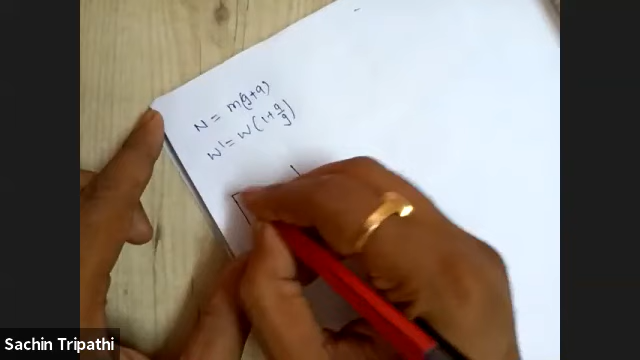 N = m(g+a)
W' = W(1+a/g)
Sachin Tripathi